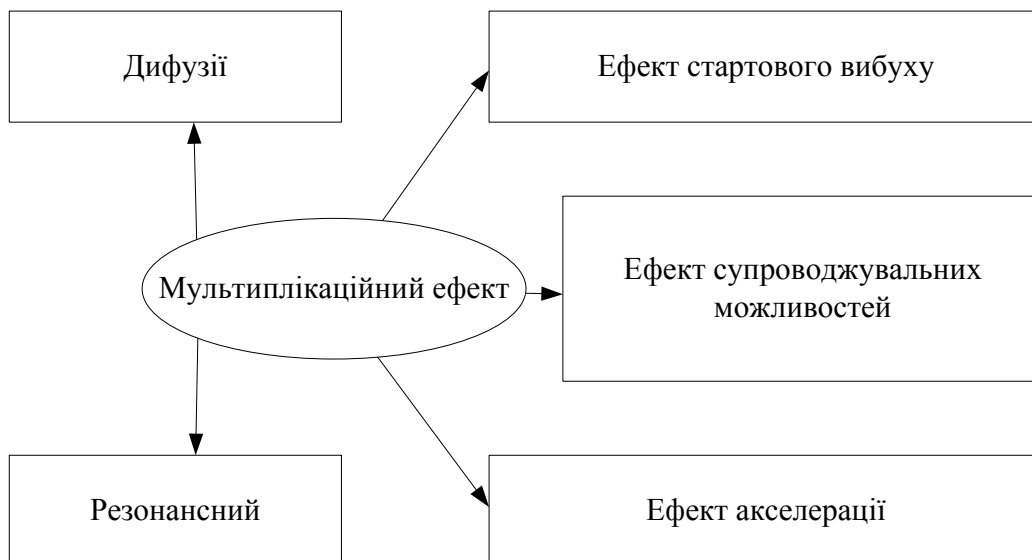 Дифузії
Ефект стартового вибуху
Мультиплікаційний ефект
Ефект супроводжувальних
можливостей
Резонансний
Ефект акселерації